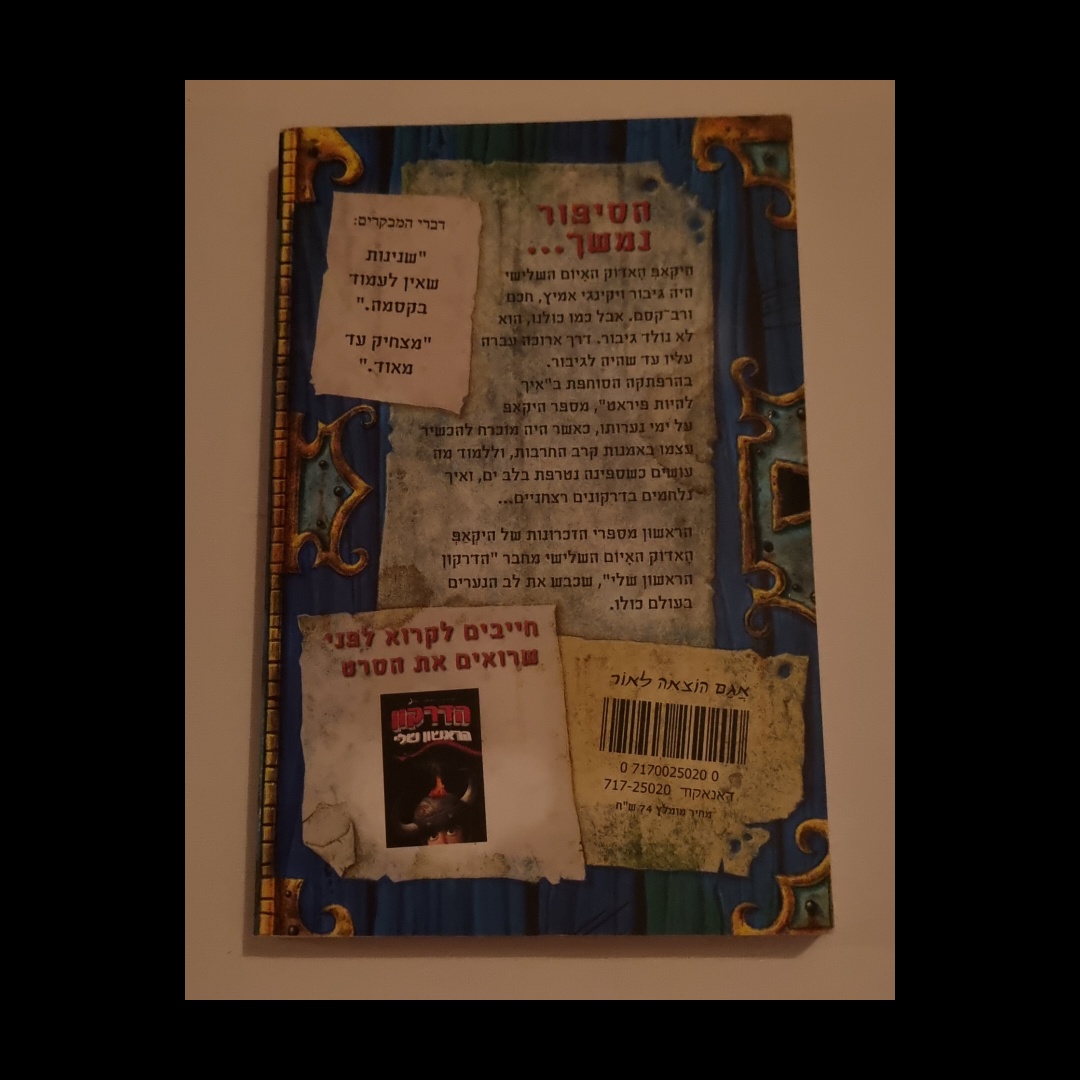 הסיפור
נמשך...
היקאפ האדוק האיום השלישי
היה גיבור ויקינגי אמיץ, חכם
ורב־קסם. אבל כמו כולנו, הוא
לא נולד גיבור. דרך ארוכה עברה
עליו עד שהיה לגיבור.
בהרפתקה הסוחפת ב"איך
להיות פיראט", מספר היקאפ
על ימי נערותו, כאשר היה מוכרח להכשיר
עצמו באמנות קרב החרבות, וללמוד מה
עושים כשספינה נטרפת בלב ים, ואיך
נלחמים בדרקונים רצחניים...
הראשון מספרי הזכרונות של היקאפ
האדוק האיום השלישי מחבר "הדרקון
הראשון שלי", שכבש את לב הנערים
בעולם כולו.
דברי המבקרים:
"שנינות
שאין לעמוד
בקסמה."
"מצחיק עד
מאוד."
חייבים לקרוא לפני
שרואים את הסרט
הדרקון
הראשון שלי
אגם הוצאה לאור
0 7170025020 0
דאנאקוד 717-25020
מחיר מומלץ 74 ש"ח